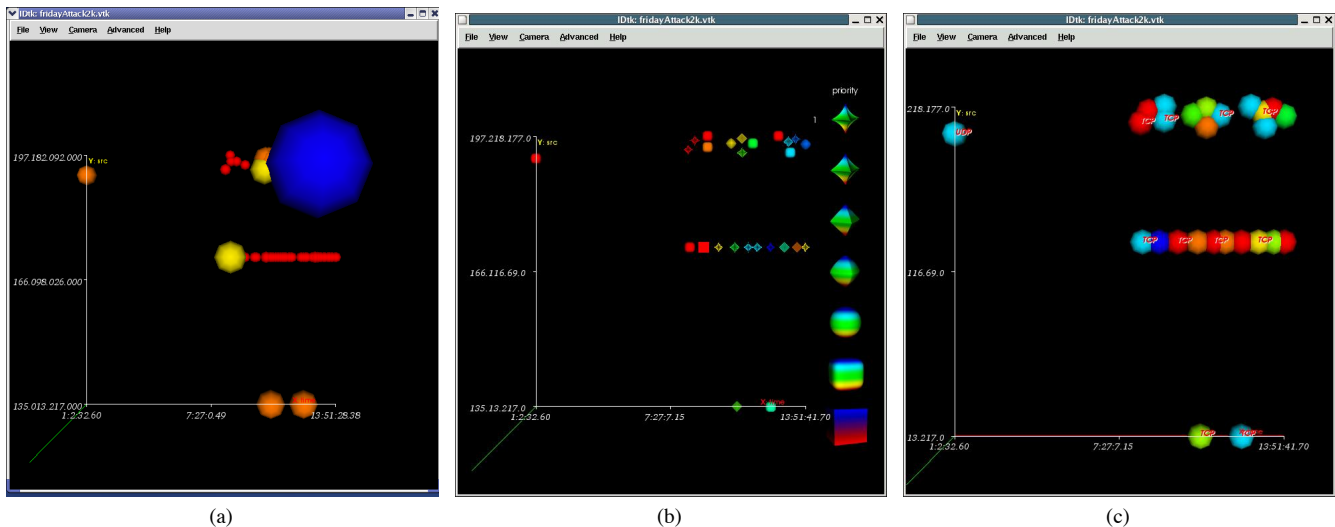 IDtk: fridayAttack2k.vtk
File View Camera Advanced Help
197.182.092.000
Y: src
166.098.026.000
135.013.217.000
1:2:32.60
7:27:0.49
13:51:28.38
(a)
IDtk: fridayAttack2k.vtk
File View Camera Advanced Help
priority
1
197.218.177.0
Y: src
166.116.69.0
135.13.217.0
X: time
1:2:32.60
7:27:7.15
13:51:41.70
(b)
IDtk: fridayAttack2k.vtk
File View Camera Advanced Help
218.177.0
Y: src
UDP
TCP
TCP
TCP
TCP
116.69.0
TCP
TCP
TCP
TCP
13.217.0
TCP
TCP
1:2:32.60
7:27:7.15
13:51:41.70
(c)